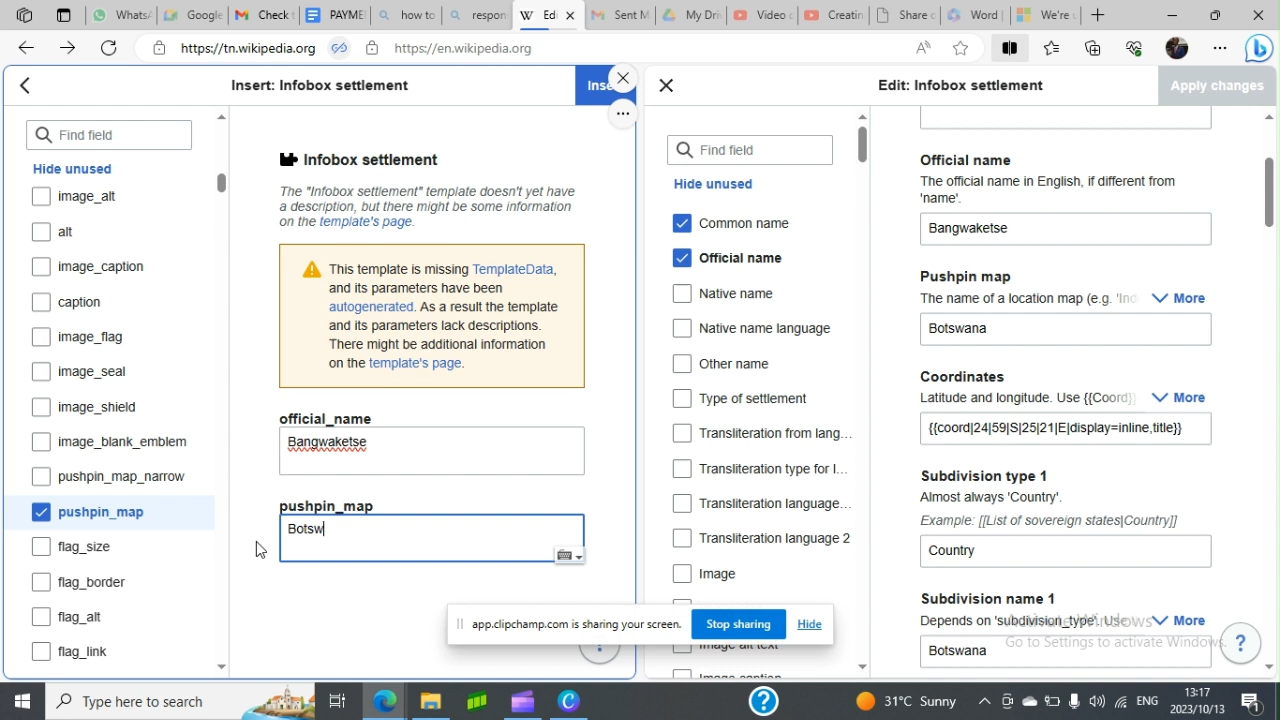 WhatsA
Google
Check t
PAYME
how to
respon
Edi
Sent M
My Driv
Video c
Creatin
Share c
Word |
We're u
https://tn.wikipedia.org
https://en.wikipedia.org
Insert: Infobox settlement
Inse
Find field
Hide unused
image_alt
alt
image_caption
caption
image_flag
image_seal
image_shield
image_blank_emblem
pushpin_map_narrow
pushpin_map
flag_size
flag_border
flag_alt
flag_link
Infobox settlement
The "Infobox settlement" template doesn't yet have
a description, but there might be some information
on the template's page.
This template is missing TemplateData,
and its parameters have been
autogenerated. As a result the template
and its parameters lack descriptions.
There might be additional information
on the template's page.
official_name
Bangwaketse
pushpin_map
Botsw
Edit: Infobox settlement
Apply changes
Find field
Hide unused
Common name
Official name
Native name
Native name language
Other name
Type of settlement
Transliteration from lang...
Transliteration type for l...
Transliteration language...
Transliteration language 2
Image
Image alt text
Image caption
Official name
The official name in English, if different from
'name'.
Bangwaketse
Pushpin map
The name of a location map (e.g. 'Ind More
Botswana
Coordinates
Latitude and longitude. Use {{Coord}} More
{{coord|24|59|S|25|21|E|display=inline,title}}
Subdivision type 1
Almost always 'Country'.
Example: [[List of sovereign states|Country]]
Country
Subdivision name 1
Depends on 'subdivision_type'. Use More
Botswana
Activate Windows
Go to Settings to activate Windows.
app.clipchamp.com is sharing your screen.
Stop sharing
Hide
Type here to search
31°C Sunny
ENG
13:17
2023/10/13
1